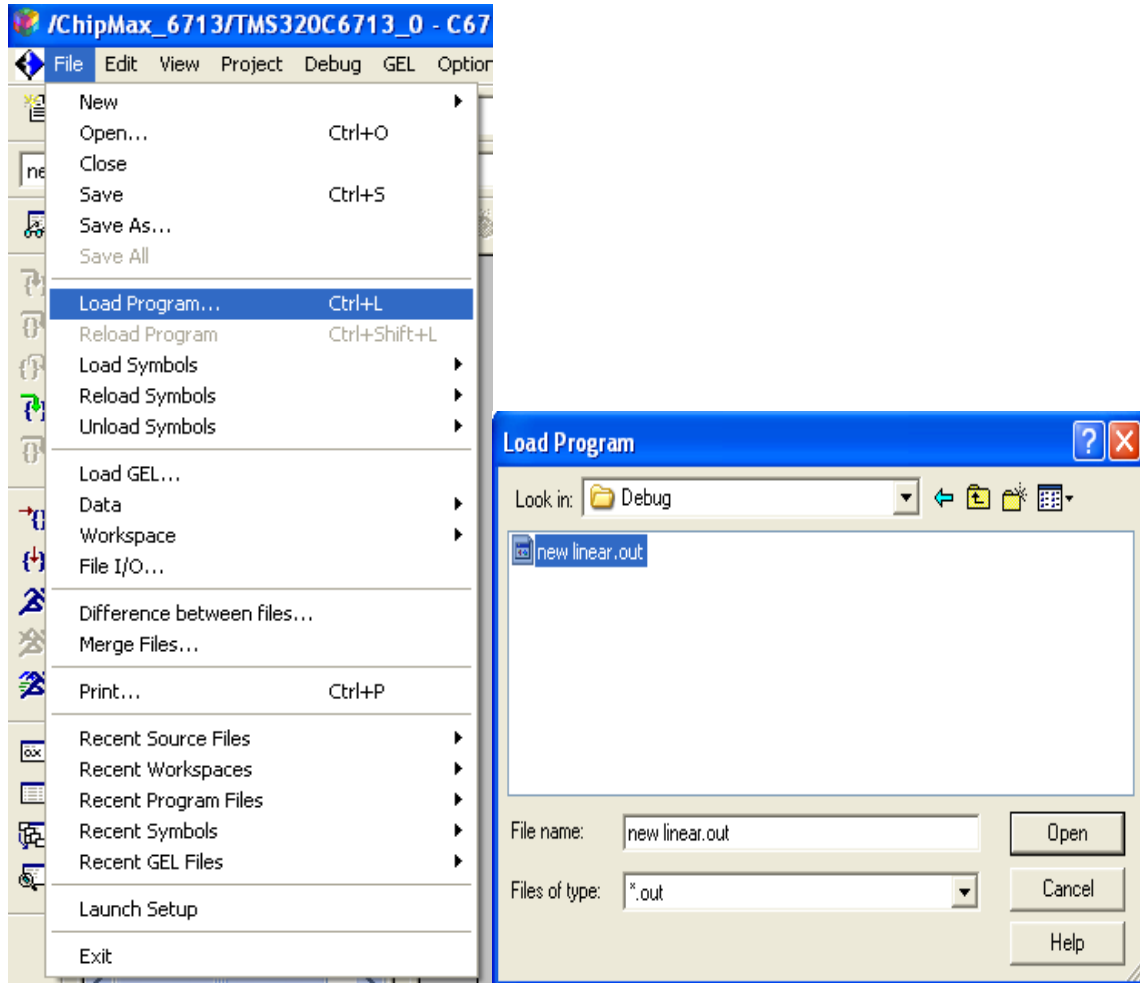 /ChipMax_6713/TMS320C6713_0 - C67
File Edit View Project Debug GEL Option
New
Open... Ctrl+O
Close
Save Ctrl+S
Save As...
Save All
Load Program... Ctrl+L
Reload Program Ctrl+Shift+L
Load Symbols
Reload Symbols
Unload Symbols
Load GEL...
Data
Workspace
File I/O...
Difference between files...
Merge Files...
Print... Ctrl+P
Recent Source Files
Recent Workspaces
Recent Program Files
Recent Symbols
Recent GEL Files
Launch Setup
Exit
ne
Load Program
Look in: Debug
new linear.out
File name: new linear.out Open
Files of type: *.out Cancel
Help